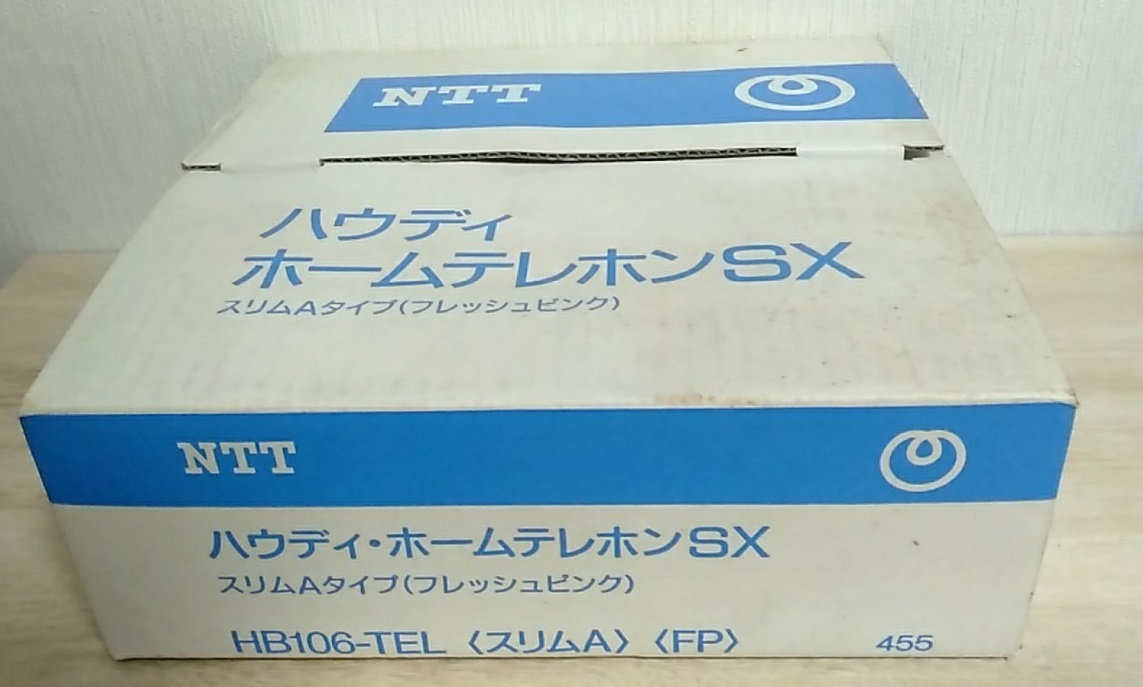 NTT
ハウディ
ホームテレホンSX
スリムAタイプ(フレッシュピンク)
NTT
ハウディ・ホームテレホンSX
スリムAタイプ(フレッシュピンク)
HB106-TEL〈スリムA〉〈FP〉 455